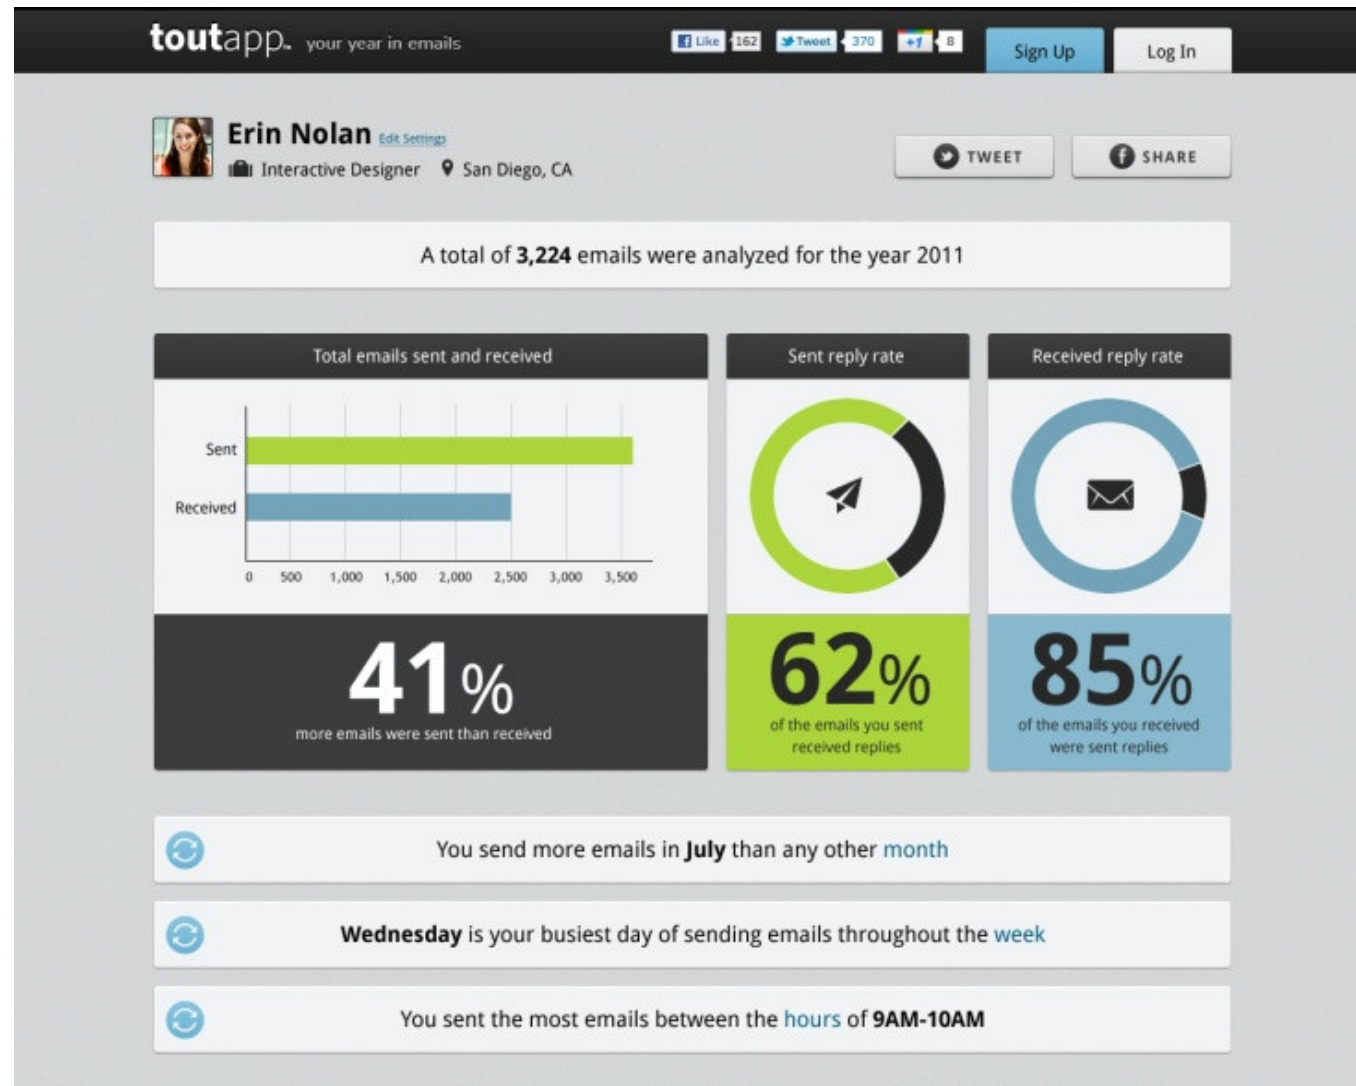 toutapp™ your year in emails
Like 162 Tweet 370 +1 8
Sign Up Log In
Erin Nolan Edit Settings
Interactive Designer San Diego, CA
TWEET SHARE
A total of 3,224 emails were analyzed for the year 2011
Total emails sent and received
Sent
Received
0 500 1,000 1,500 2,000 2,500 3,000 3,500
41%
more emails were sent than received
Sent reply rate
62%
of the emails you sent
received replies
Received reply rate
85%
of the emails you received
were sent replies
You send more emails in July than any other month
Wednesday is your busiest day of sending emails throughout the week
You sent the most emails between the hours of 9AM-10AM